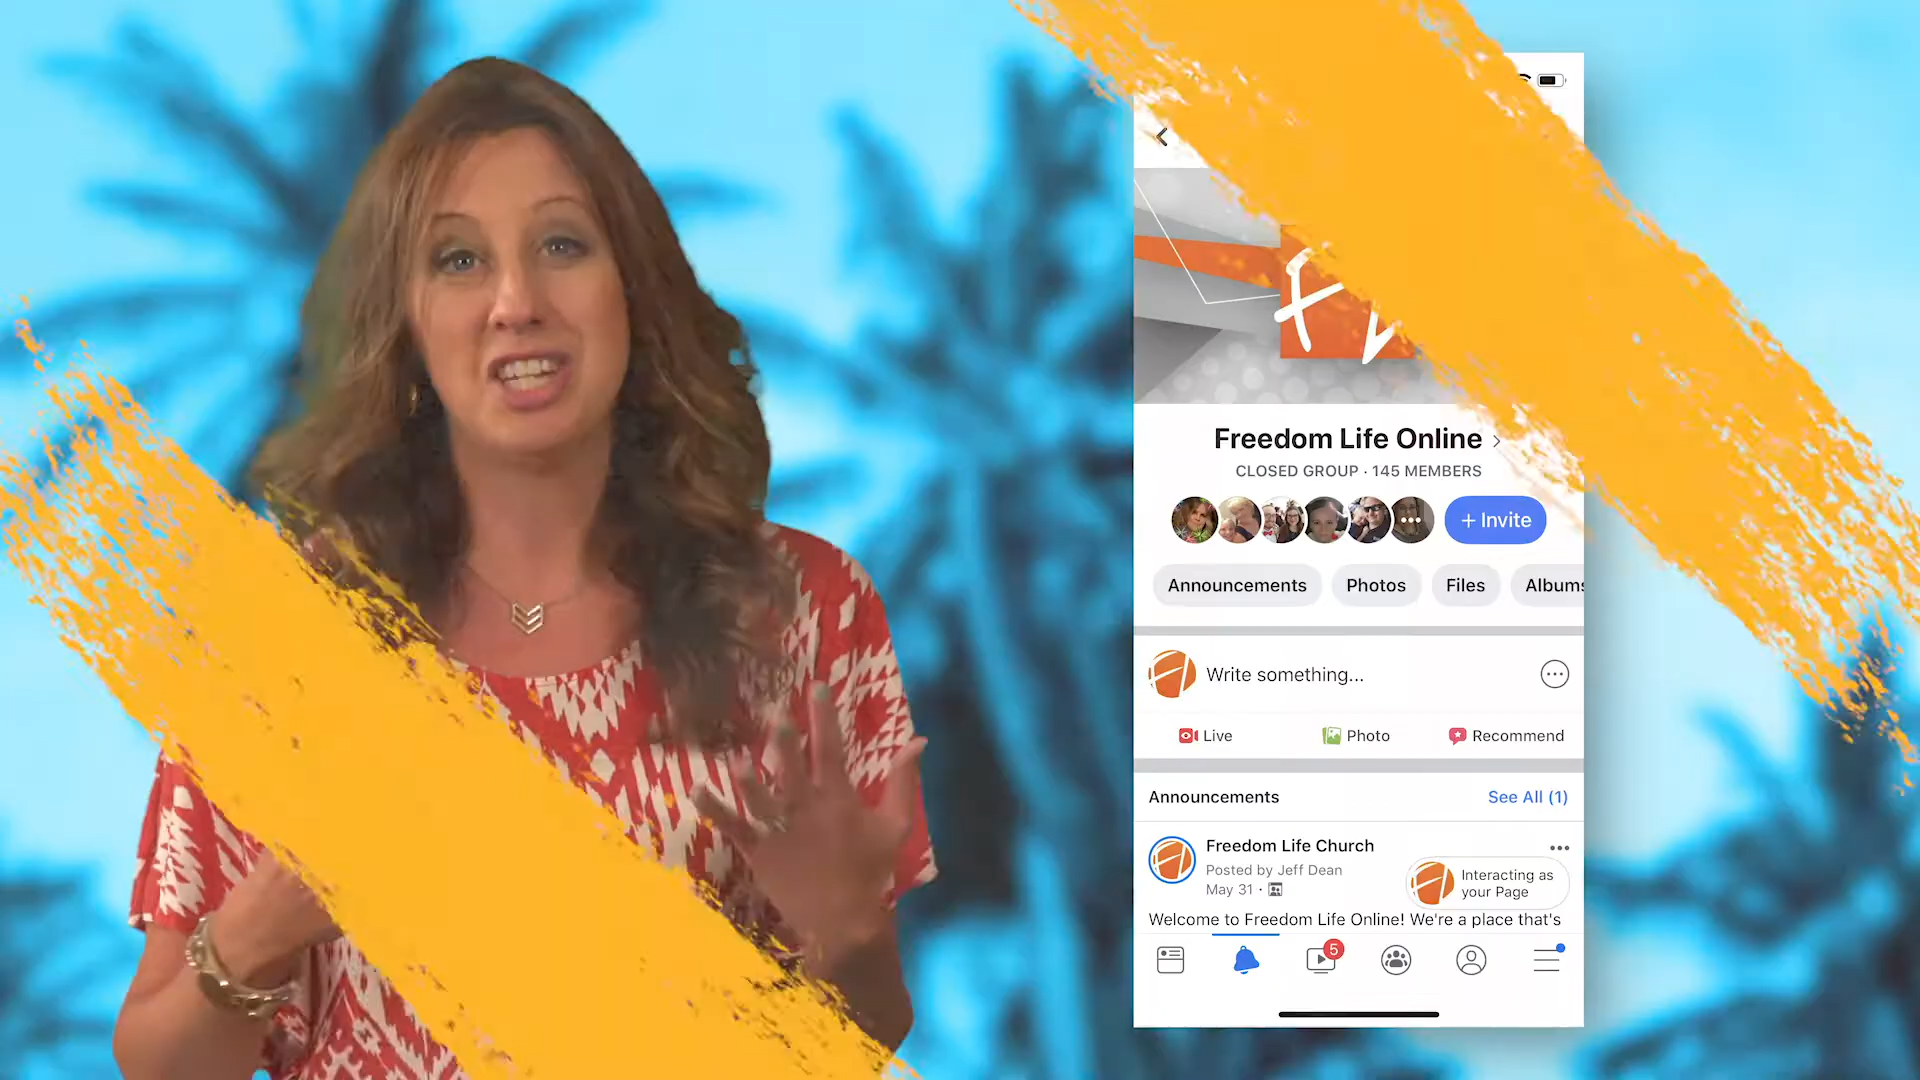 Freedom Life Online
CLOSED GROUP · 145 MEMBERS
+ Invite
Announcements
Photos
Files
Albums
Write something...
Live
Photo
Recommend
Announcements
See All (1)
Freedom Life Church
Posted by Jeff Dean
May 31 ·
Interacting as
your Page
Welcome to Freedom Life Online! We're a place that's
5